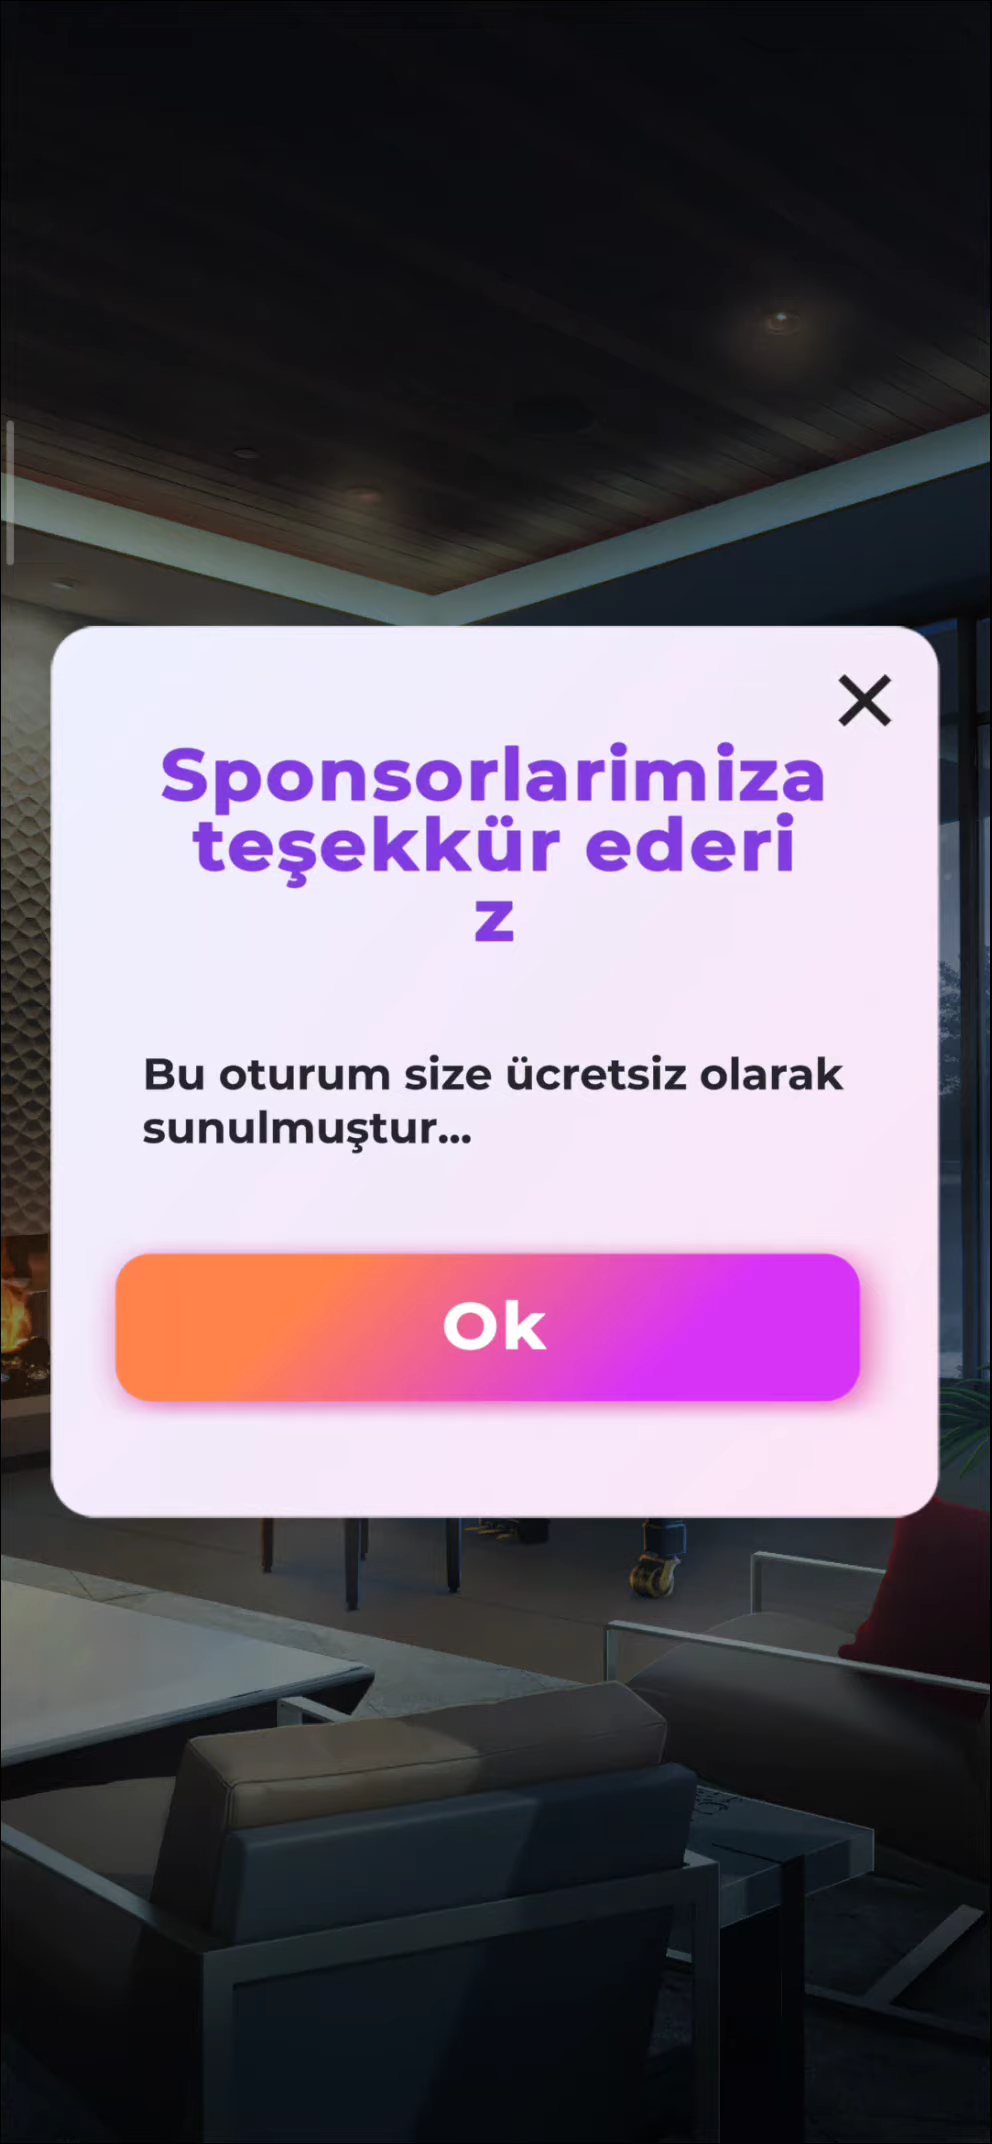 Sponsorlarimiza
teşekkür ederi
z
Bu oturum size ücretsiz olarak
sunulmuştur...
Ok